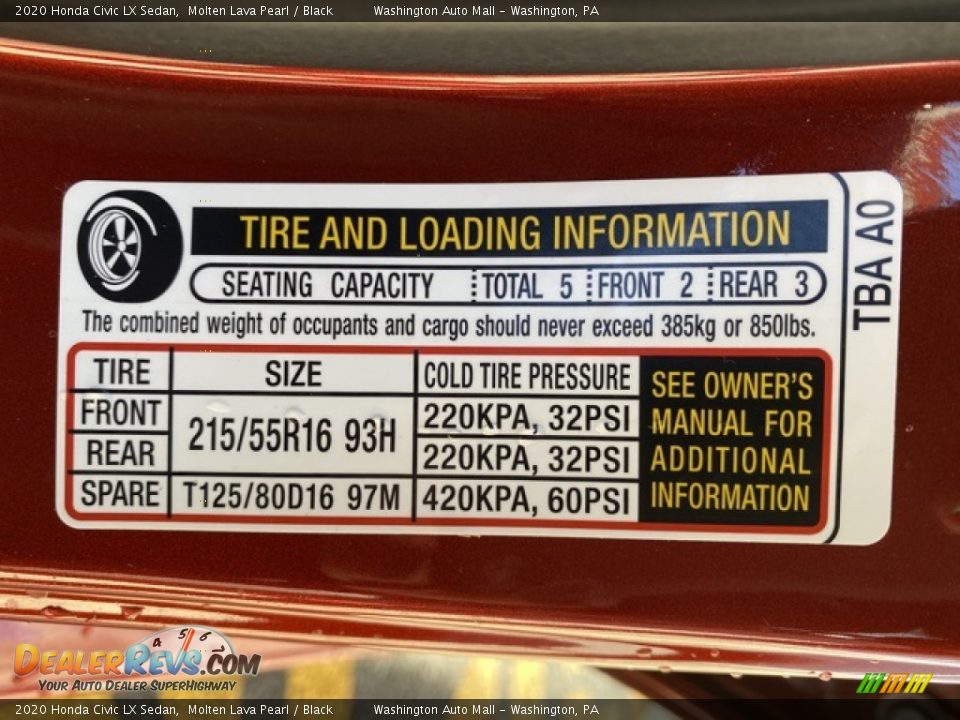 2020 Honda Civic LX Sedan, Molten Lava Pearl / Black Washington Auto Mall - Washington, PA
TIRE AND LOADING INFORMATION
SEATING CAPACITY TOTAL 5 FRONT 2 REAR 3
The combined weight of occupants and cargo should never exceed 385kg or 850lbs.
TIRE SIZE COLD TIRE PRESSURE
FRONT 215/55R16 93H 220KPA, 32PSI
REAR 220KPA, 32PSI
SPARE T125/80D16 97M 420KPA, 60PSI
SEE OWNER'S
MANUAL FOR
ADDITIONAL
INFORMATION
TBA A0
4 5 6
DEALERREVS.COM
YOUR AUTO DEALER SUPERHIGHWAY
2020 Honda Civic LX Sedan, Molten Lava Pearl / Black Washington Auto Mall - Washington, PA